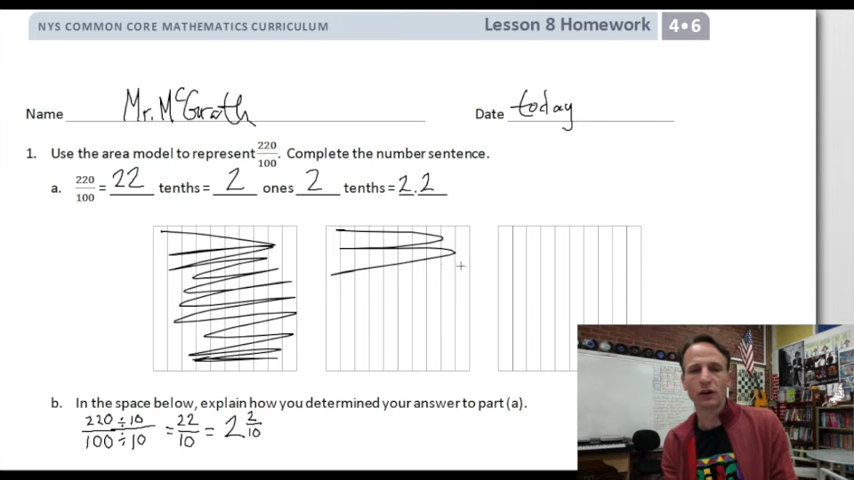 NYS COMMON CORE MATHEMATICS CURRICULUM Lesson 8 Homework 4•6
Name Mr. McGrath Date today
1. Use the area model to represent 220/100. Complete the number sentence.
a. 220/100 = 22 tenths = 2 ones 2 tenths = 2.2
b. In the space below, explain how you determined your answer to part (a).
220 ÷ 10 / 100 ÷ 10 = 22/10 = 2 2/10